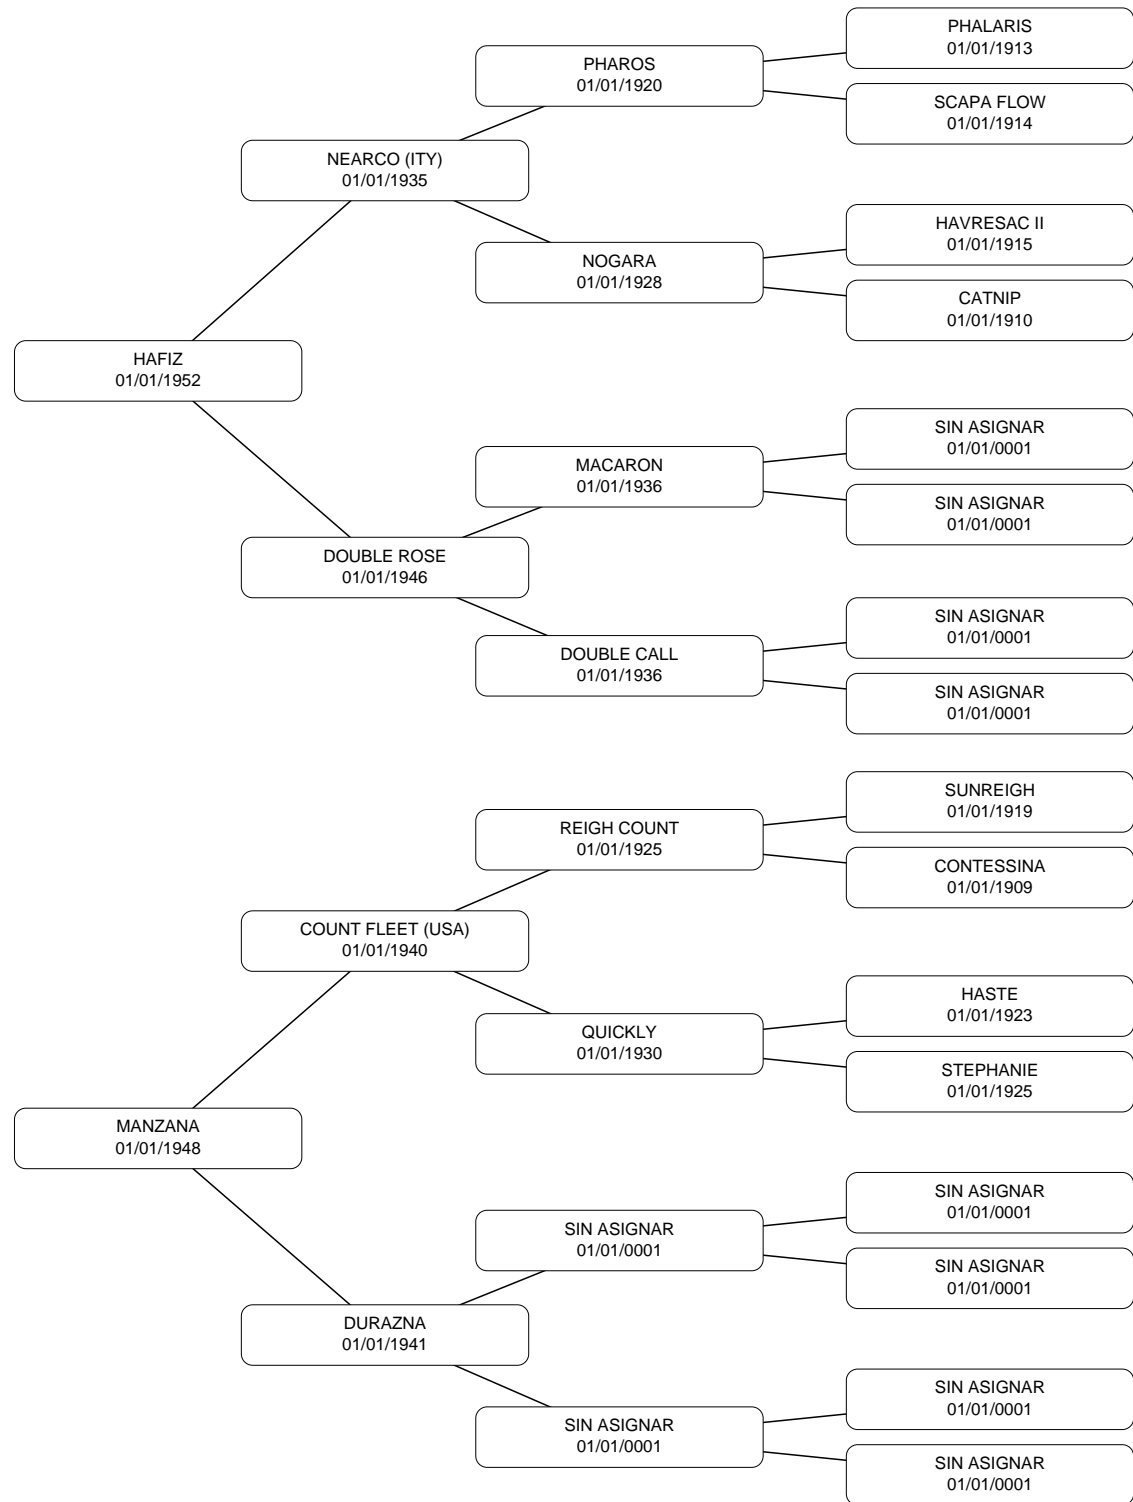 PHALARIS
01/01/1913
PHAROS
01/01/1920
SCAPA FLOW
01/01/1914
NEARCO (ITY)
01/01/1935
HAVRESAC II
01/01/1915
NOGARA
01/01/1928
CATNIP
01/01/1910
HAFIZ
01/01/1952
SIN ASIGNAR
01/01/0001
MACARON
01/01/1936
SIN ASIGNAR
01/01/0001
DOUBLE ROSE
01/01/1946
SIN ASIGNAR
01/01/0001
DOUBLE CALL
01/01/1936
SIN ASIGNAR
01/01/0001
SUNREIGH
01/01/1919
REIGH COUNT
01/01/1925
CONTESSINA
01/01/1909
COUNT FLEET (USA)
01/01/1940
HASTE
01/01/1923
QUICKLY
01/01/1930
STEPHANIE
01/01/1925
MANZANA
01/01/1948
SIN ASIGNAR
01/01/0001
SIN ASIGNAR
01/01/0001
SIN ASIGNAR
01/01/0001
DURAZNA
01/01/1941
SIN ASIGNAR
01/01/0001
SIN ASIGNAR
01/01/0001
SIN ASIGNAR
01/01/0001